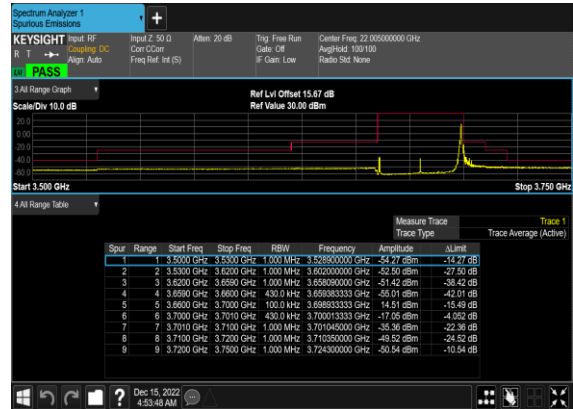 Spectrum Analyzer 1
Spurious Emissions
+
KEYSIGHT Input: RF Input Z: 50 Ω Atten: 20 dB Trig: Free Run Center Freq: 22.005000000 GHz
R T Coupling: DC Corr CCorr Gate: Off Avg|Hold: 100/100
Align: Auto Freq Ref: Int (S) IF Gain: Low Radio Std: None
PASS
3 All Range Graph
Ref Lvl Offset 15.67 dB
Scale/Div 10.0 dB Ref Value 30.00 dBm
20.0
0.00
-20.0
-40.0
-60.0
Start 3.500 GHz Stop 3.750 GHz
4 All Range Table
Measure Trace Trace 1
Trace Type Trace Average (Active)
Spur Range Start Freq Stop Freq RBW Frequency Amplitude ΔLimit
1 1 3.5000 GHz 3.5300 GHz 1.000 MHz 3.528900000 GHz -54.27 dBm -14.27 dB
2 2 3.5300 GHz 3.6200 GHz 1.000 MHz 3.602000000 GHz -52.50 dBm -27.50 dB
3 3 3.6200 GHz 3.6590 GHz 1.000 MHz 3.658090000 GHz -51.42 dBm -38.42 dB
4 4 3.6590 GHz 3.6600 GHz 430.0 kHz 3.659383333 GHz -55.01 dBm -42.01 dB
5 5 3.6600 GHz 3.7000 GHz 100.0 kHz 3.698933333 GHz 14.51 dBm -15.49 dB
6 6 3.7000 GHz 3.7010 GHz 430.0 kHz 3.700013333 GHz -17.05 dBm -4.052 dB
7 7 3.7010 GHz 3.7100 GHz 1.000 MHz 3.701045000 GHz -35.36 dBm -22.36 dB
8 8 3.7100 GHz 3.7200 GHz 1.000 MHz 3.710350000 GHz -49.52 dBm -24.52 dB
9 9 3.7200 GHz 3.7500 GHz 1.000 MHz 3.724300000 GHz -50.54 dBm -10.54 dB
? Dec 15, 2022
4:53:48 AM